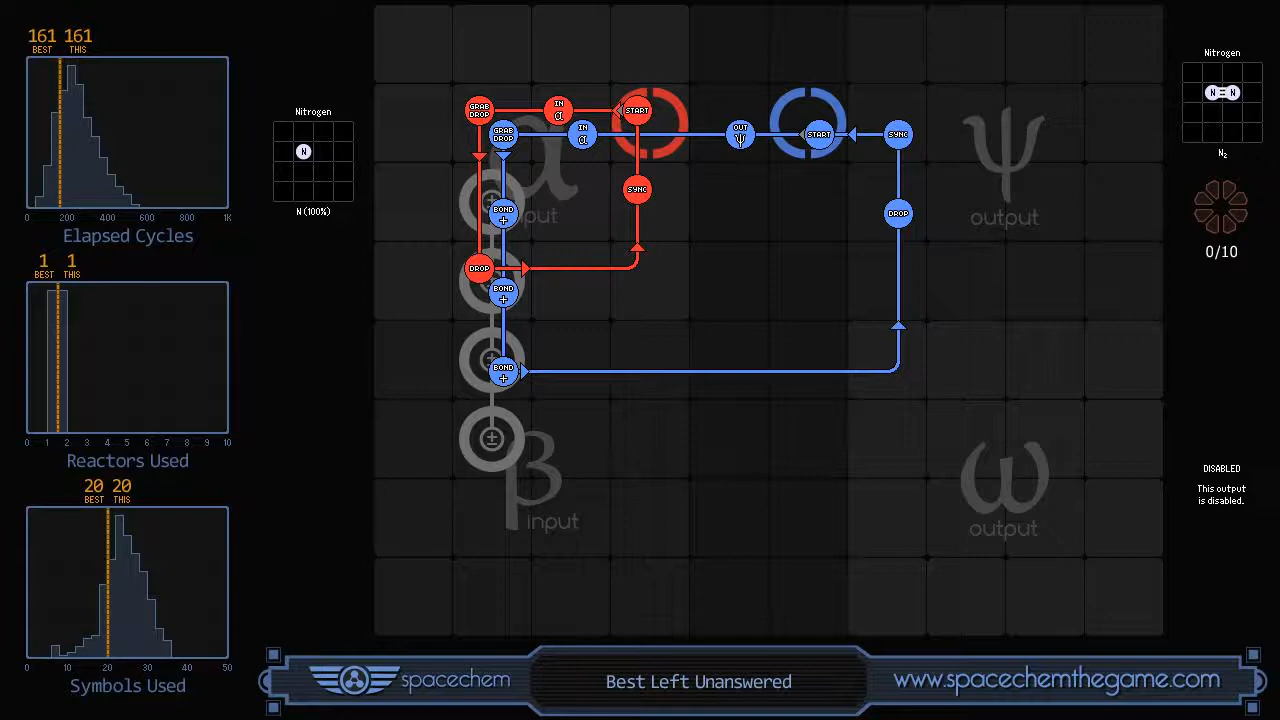 161 161
BEST THIS
0 200 400 600 800 1K
Elapsed Cycles
1 1
BEST THIS
0 1 2 3 4 5 6 7 8 9 10
Reactors Used
20 20
BEST THIS
0 10 20 30 40 50
Symbols Used
Nitrogen
N
N (100%)
GRAB DROP
IN α
START
GRAB DROP
IN α
OUT ψ
START
SYNC
SYNC
BOND +
DROP
DROP
BOND +
BOND +
α
input
β
input
ψ
output
ω
output
Nitrogen
N = N
N₂
0/10
DISABLED
This output
is disabled.
spacechem
Best Left Unanswered
www.spacechemthegame.com